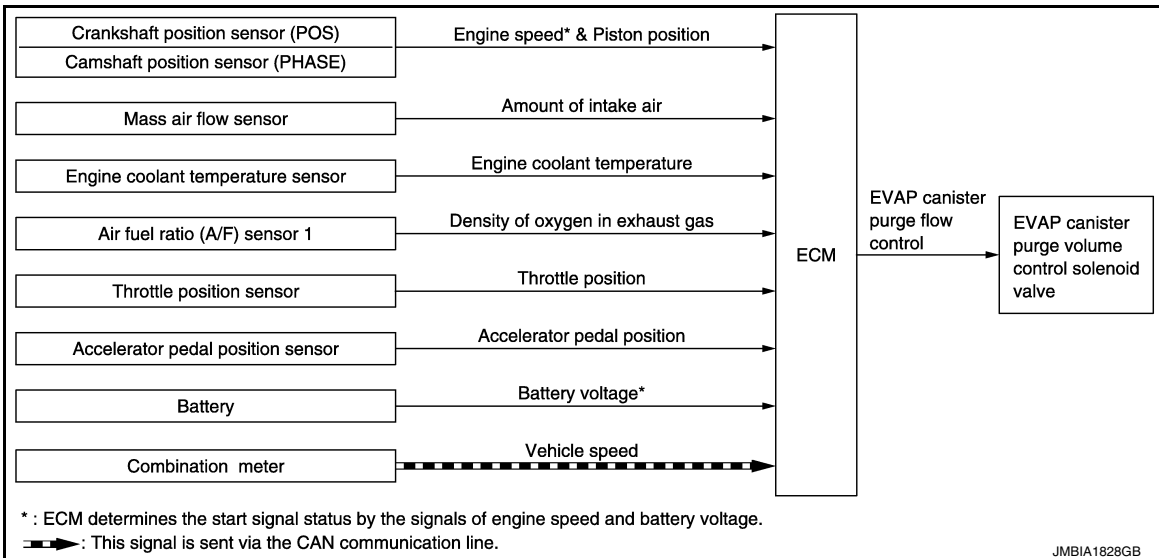 Crankshaft position sensor (POS)
Camshaft position sensor (PHASE)
Engine speed* & Piston position
Mass air flow sensor
Amount of intake air
Engine coolant temperature sensor
Engine coolant temperature
Air fuel ratio (A/F) sensor 1
Density of oxygen in exhaust gas
Throttle position sensor
Throttle position
Accelerator pedal position sensor
Accelerator pedal position
Battery
Battery voltage*
Combination meter
Vehicle speed
ECM
EVAP canister
purge flow
control
EVAP canister
purge volume
control solenoid
valve
* : ECM determines the start signal status by the signals of engine speed and battery voltage.
: This signal is sent via the CAN communication line.
JMBIA1828GB